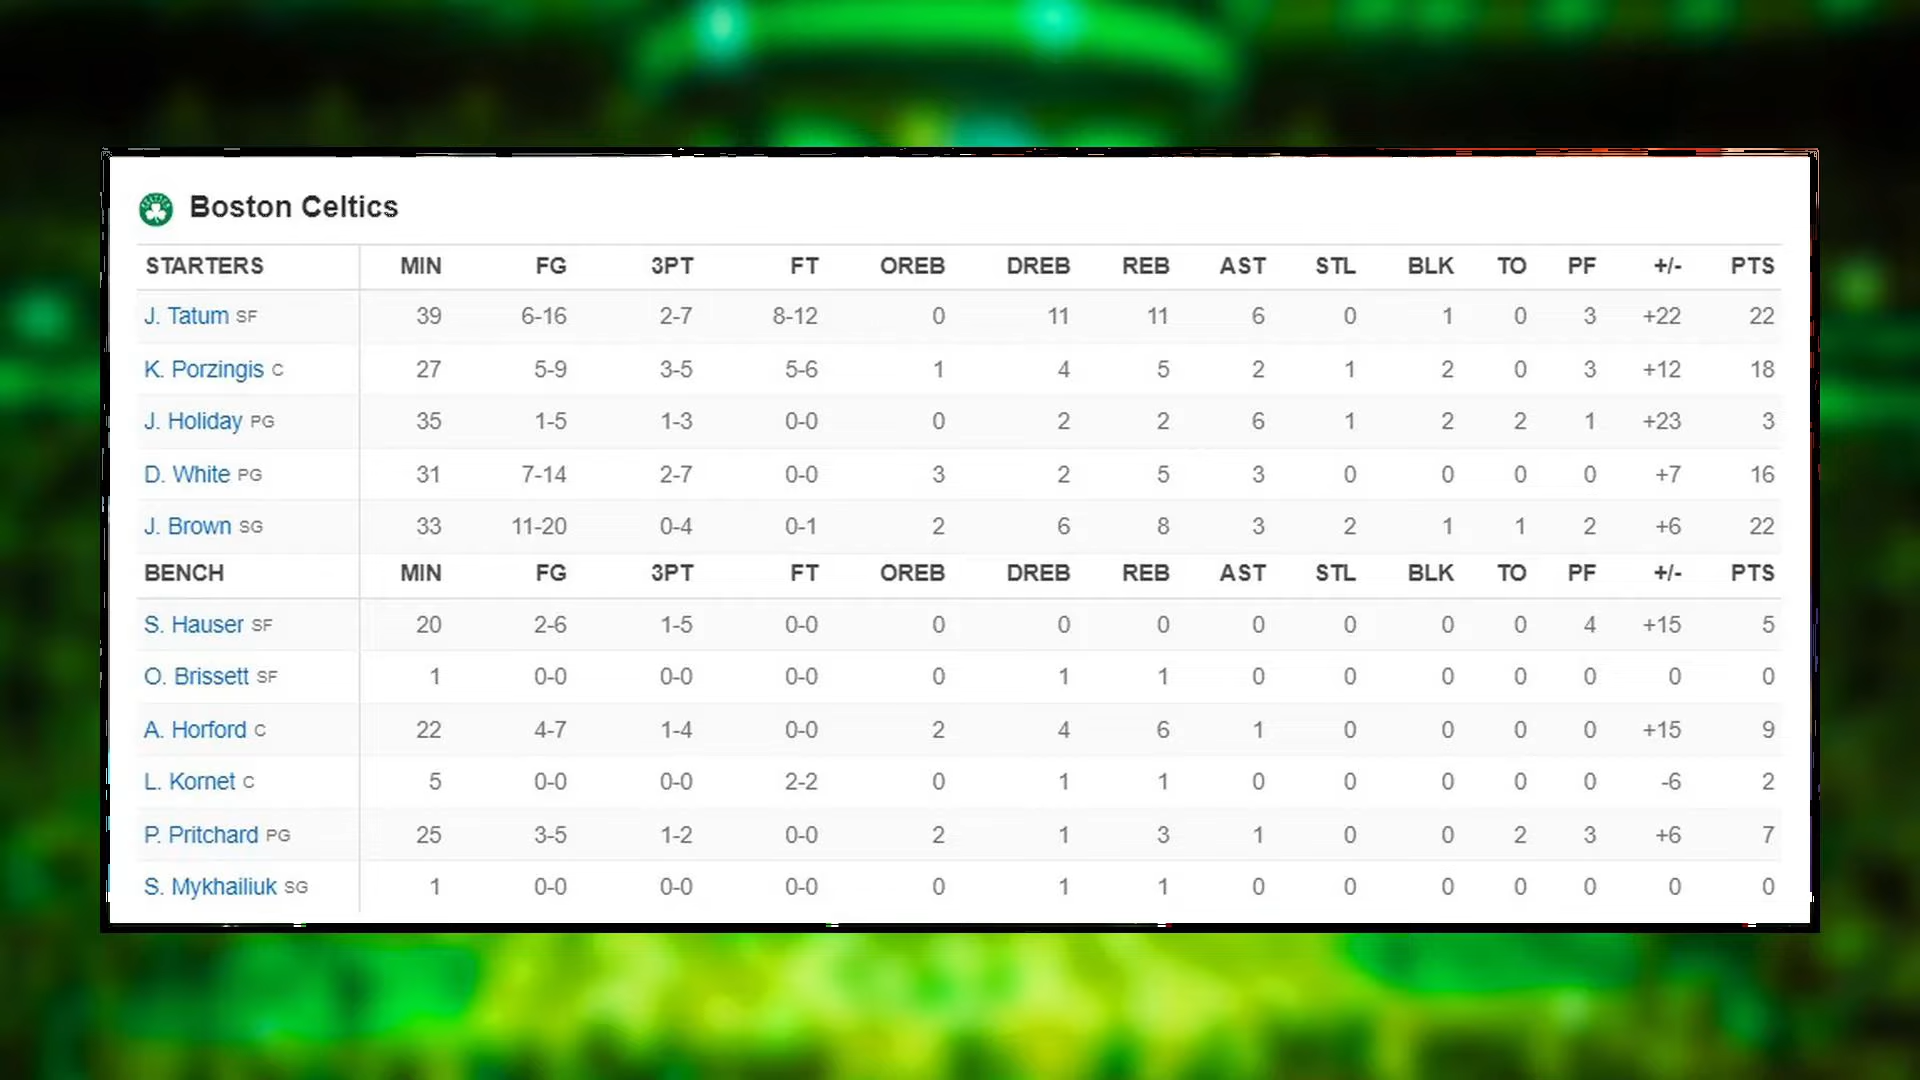 Boston Celtics
STARTERS MIN FG 3PT FT OREB DREB REB AST STL BLK TO PF +/- PTS
J. Tatum SF 39 6-16 2-7 8-12 0 11 11 6 0 1 0 3 +22 22
K. Porzingis C 27 5-9 3-5 5-6 1 4 5 2 1 2 0 3 +12 18
J. Holiday PG 35 1-5 1-3 0-0 0 2 2 6 1 2 2 1 +23 3
D. White PG 31 7-14 2-7 0-0 3 2 5 3 0 0 0 0 +7 16
J. Brown SG 33 11-20 0-4 0-1 2 6 8 3 2 1 1 2 +6 22
BENCH MIN FG 3PT FT OREB DREB REB AST STL BLK TO PF +/- PTS
S. Hauser SF 20 2-6 1-5 0-0 0 0 0 0 0 0 0 4 +15 5
O. Brissett SF 1 0-0 0-0 0-0 0 1 1 0 0 0 0 0 0 0
A. Horford C 22 4-7 1-4 0-0 2 4 6 1 0 0 0 0 +15 9
L. Kornet C 5 0-0 0-0 2-2 0 1 1 0 0 0 0 0 -6 2
P. Pritchard PG 25 3-5 1-2 0-0 2 1 3 1 0 0 2 3 +6 7
S. Mykhailiuk SG 1 0-0 0-0 0-0 0 1 1 0 0 0 0 0 0 0